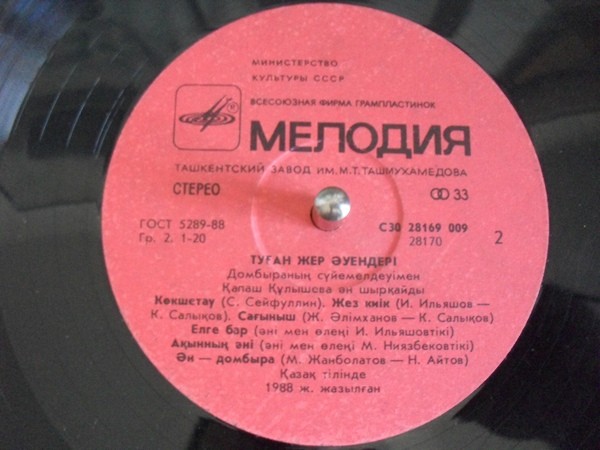 МИНИСТЕРСТВО
КУЛЬТУРЫ СССР
ВСЕСОЮЗНАЯ ФИРМА ГРАМПЛАСТИНОК
МЕЛОДИЯ
ТАШКЕНТСКИЙ ЗАВОД ИМ. М.Т. ТАШМУХАМЕДОВА
СТЕРЕО
33
ГОСТ 5289-88
Гр. 2. 1-20
С30 28169 009
28170
2
ТУҒАН ЖЕР ӘУЕНДЕРІ
Домбыраның сүйемелдеуімен
Қапаш Құлышева ән шырқайды
Көкшетау (С. Сейфуллин). Жез киік (И. Ильяшов —
К. Салықов). Сағыныш (Ж. Әлімханов — К. Салықов)
Елге бар (әні мен өлеңі И. Ильяшовтікі)
Ақынның әні (әні мен өлеңі М. Ниязбековтікі)
Ән — домбыра (М. Жанболатов — Н. Айтов)
Қазақ тілінде
1988 ж. жазылған